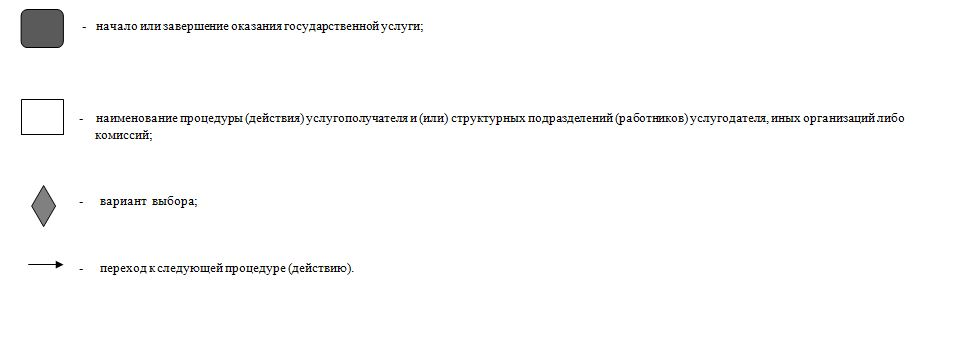 - начало или завершение оказания государственной услуги;
- наименование процедуры (действия) услугополучателя и (или) структурных подразделений (работников) услугодателя, иных организаций либо
комиссий;
- вариант выбора;
- переход к следующей процедуре (действию).